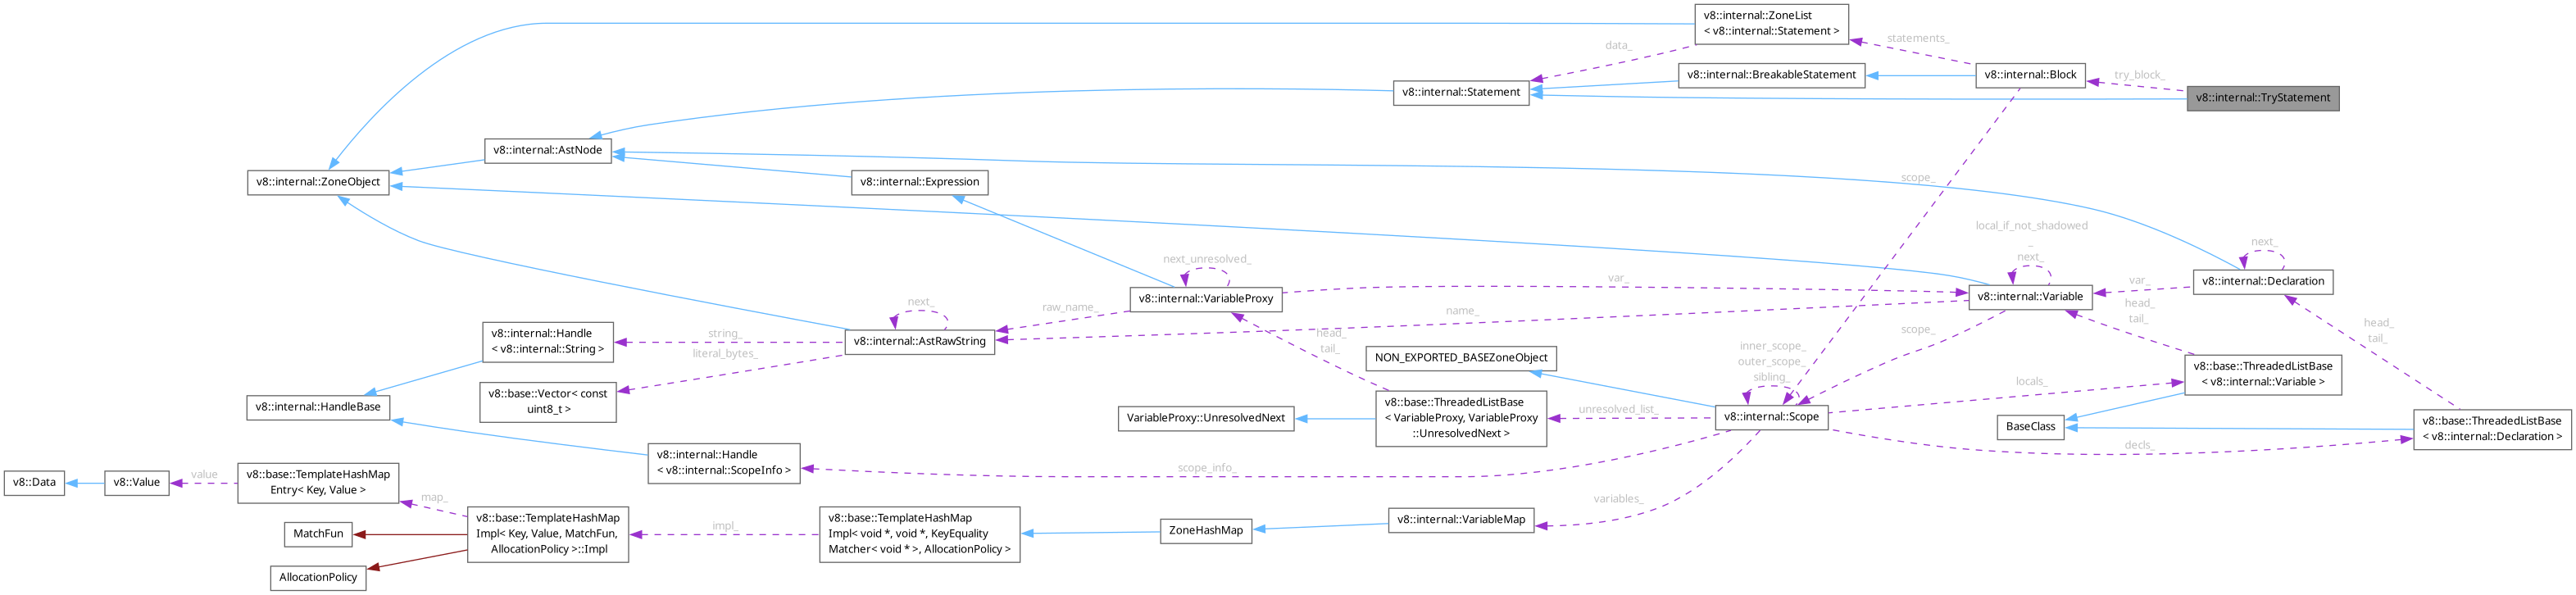 v8::internal::ZoneList
< v8::internal::Statement >
statements_
data_
v8::internal::BreakableStatement
v8::internal::Block
try_block_
v8::internal::Statement
v8::internal::TryStatement
v8::internal::AstNode
v8::internal::ZoneObject
v8::internal::Expression
scope_
local_if_not_shadowed
_
next_
next_
next_unresolved_
var_
var_
v8::internal::Declaration
v8::internal::VariableProxy
v8::internal::Variable
raw_name_
name_
head_
tail_
next_
string_
literal_bytes_
v8::internal::Handle
< v8::internal::String >
v8::internal::AstRawString
head_
tail_
scope_
head_
tail_
NON_EXPORTED_BASEZoneObject
inner_scope_
outer_scope_
sibling_
v8::base::ThreadedListBase
< v8::internal::Variable >
locals_
v8::base::Vector< const
uint8_t >
v8::internal::HandleBase
VariableProxy::UnresolvedNext
v8::base::ThreadedListBase
< VariableProxy, VariableProxy
::UnresolvedNext >
unresolved_list_
v8::internal::Scope
BaseClass
v8::base::ThreadedListBase
< v8::internal::Declaration >
decls_
v8::internal::Handle
< v8::internal::ScopeInfo >
scope_info_
v8::Data
v8::Value
value
v8::base::TemplateHashMap
Entry< Key, Value >
map_
variables_
MatchFun
v8::base::TemplateHashMap
Impl< Key, Value, MatchFun,
AllocationPolicy >::Impl
impl_
v8::base::TemplateHashMap
Impl< void *, void *, KeyEquality
Matcher< void * >, AllocationPolicy >
ZoneHashMap
v8::internal::VariableMap
AllocationPolicy